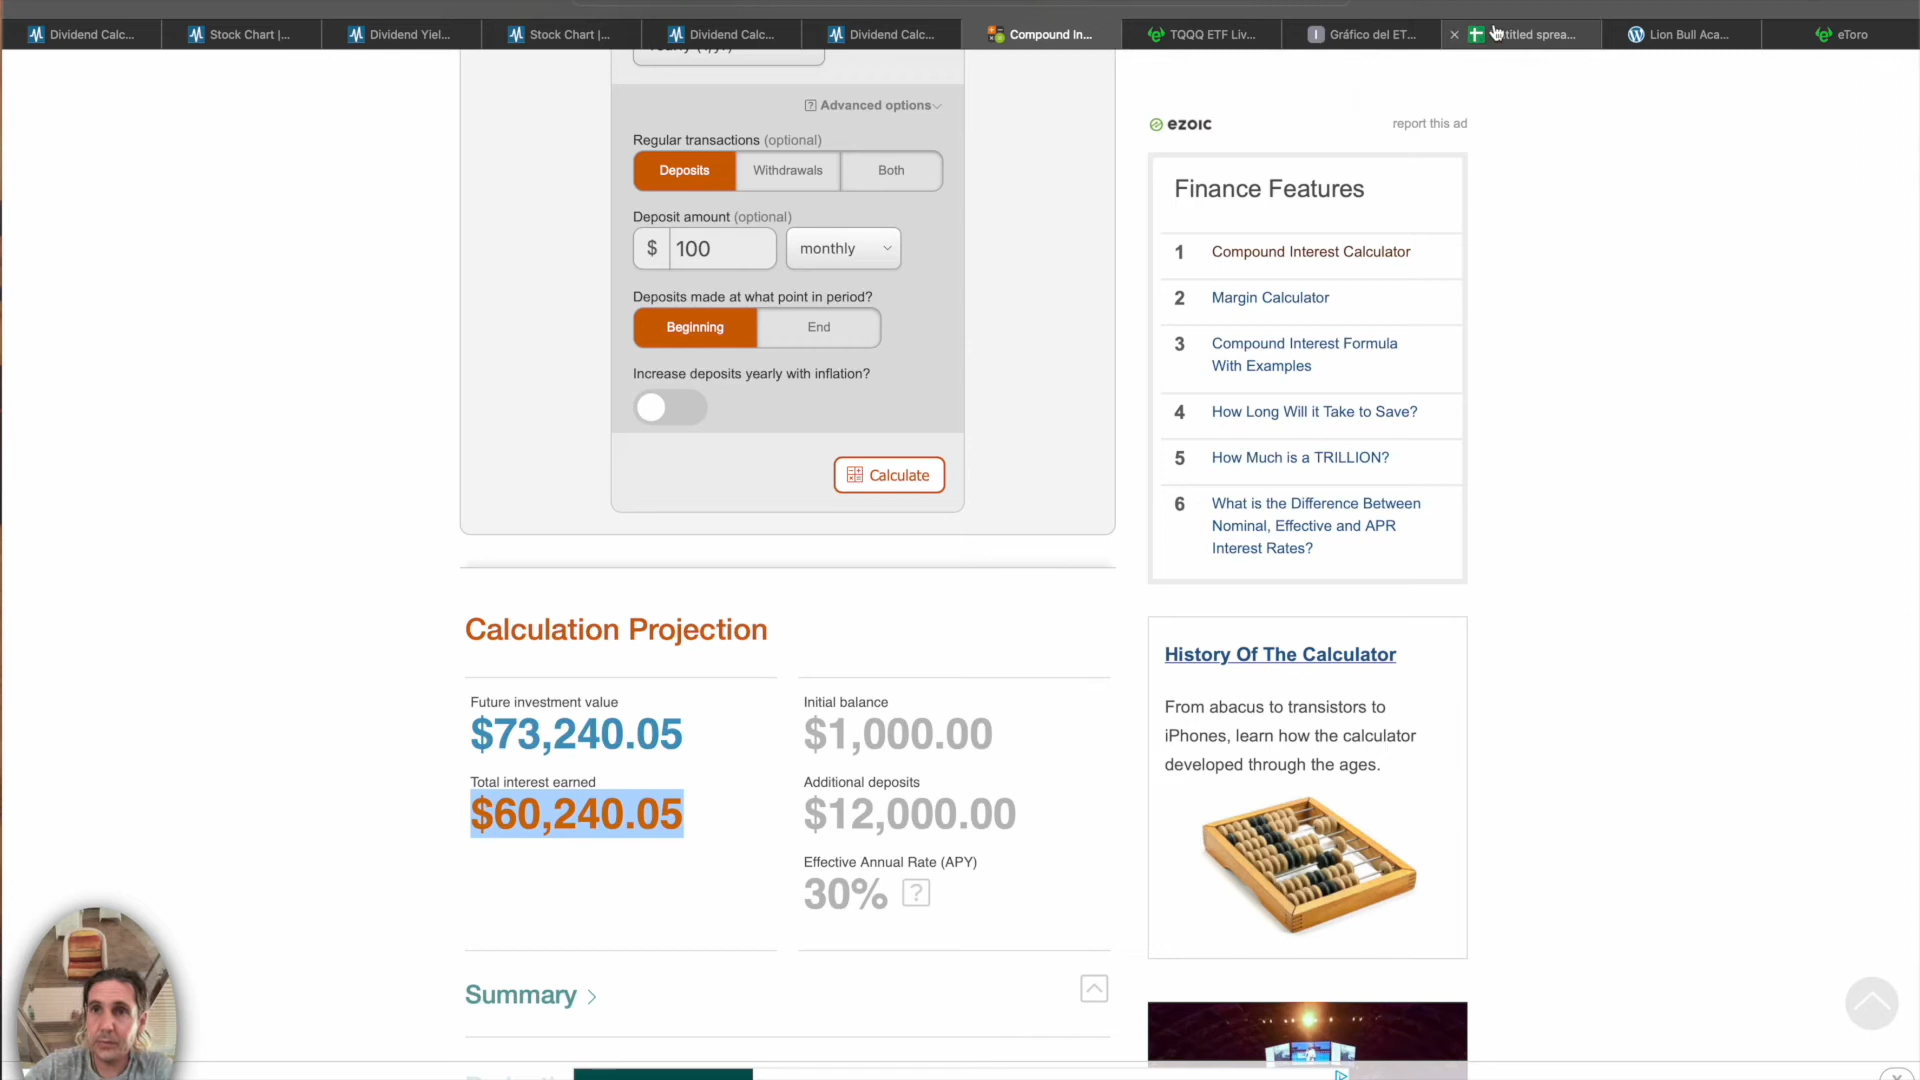 Dividend Calc...
Stock Chart |...
Dividend Yiel...
Stock Chart |...
Dividend Calc...
Dividend Calc...
Compound In...
TQQQ ETF Liv...
Gráfico del ET...
titled sprea...
Lion Bull Aca...
eToro
Advanced options
Regular transactions (optional)
Deposits
Withdrawals
Both
Deposit amount (optional)
$ 100
monthly
Deposits made at what point in period?
Beginning
End
Increase deposits yearly with inflation?
Calculate
Calculation Projection
Future investment value
$73,240.05
Total interest earned
$60,240.05
Initial balance
$1,000.00
Additional deposits
$12,000.00
Effective Annual Rate (APY)
30%
Summary
ezoic
report this ad
Finance Features
1 Compound Interest Calculator
2 Margin Calculator
3 Compound Interest Formula
With Examples
4 How Long Will it Take to Save?
5 How Much is a TRILLION?
6 What is the Difference Between
Nominal, Effective and APR
Interest Rates?
History Of The Calculator
From abacus to transistors to
iPhones, learn how the calculator
developed through the ages.